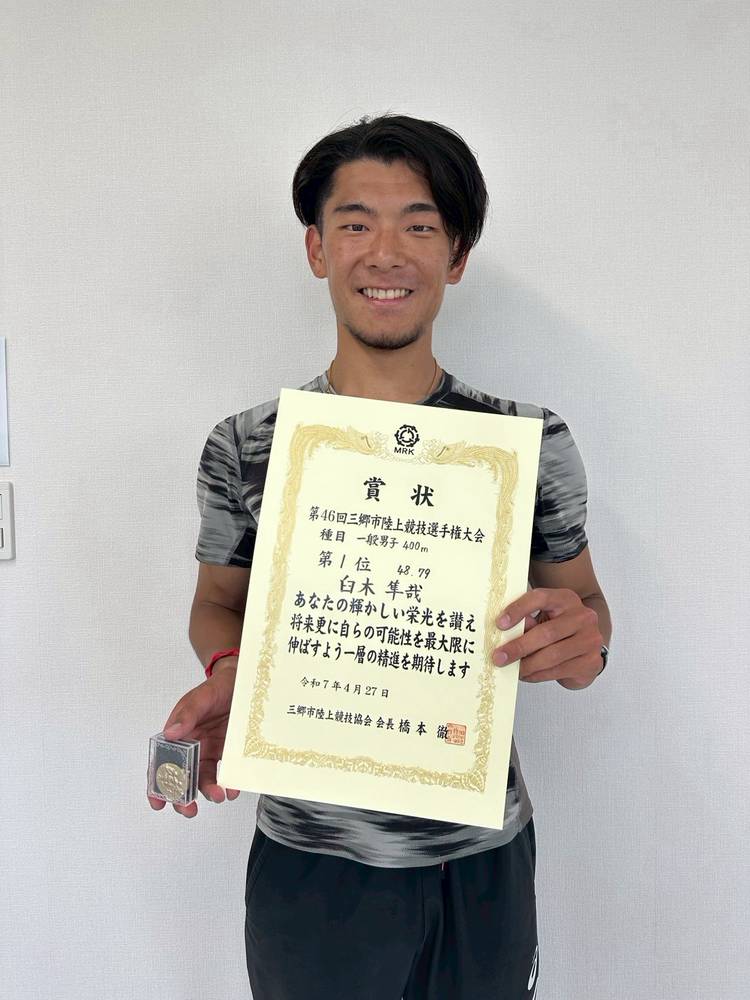 MRK
賞状
第46回三郷市陸上競技選手権大会
種目 一般男子 400m
第1位 48.79
臼木 隼哉
あなたの輝かしい栄光を讃え
将来更に自らの可能性を最大限に
伸ばすよう一層の精進を期待します
令和7年4月27日
三郷市陸上競技協会 会長 橋本 徹